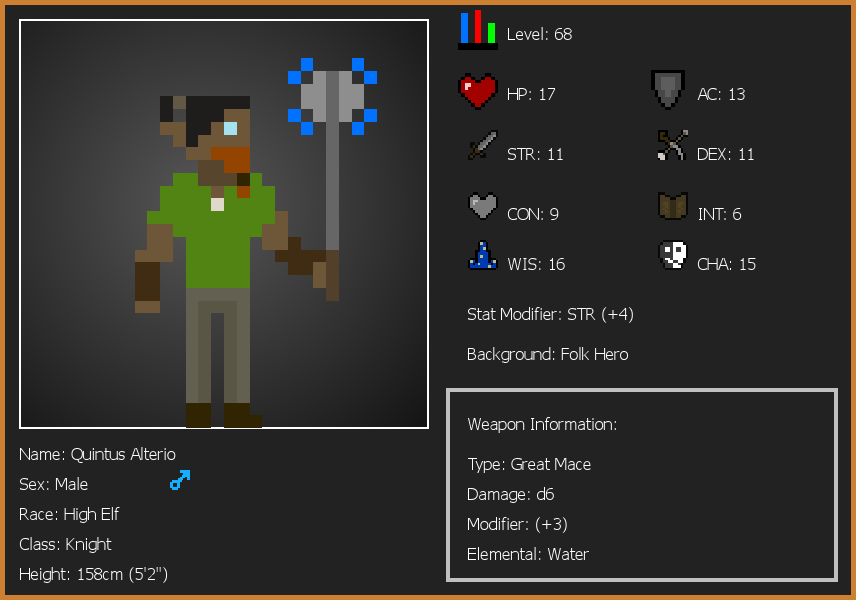 Level: 68
HP: 17
AC: 13
STR: 11
DEX: 11
CON: 9
INT: 6
WIS: 16
CHA: 15
Stat Modifier: STR (+4)
Background: Folk Hero
Weapon Information:
Type: Great Mace
Damage: d6
Modifier: (+3)
Elemental: Water
Name: Quintus Alterio
Sex: Male
Race: High Elf
Class: Knight
Height: 158cm (5'2")